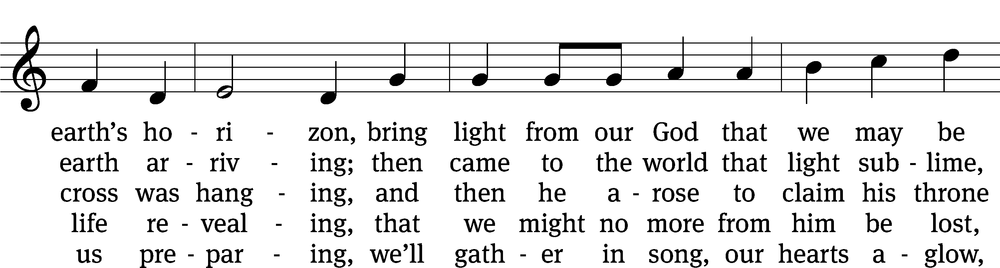 earth’s ho - ri - zon, bring light from our God that we may be
earth ar - riv - ing; then came to the world that light sub - lime,
cross was hang - ing, and then he a - rose to claim his throne
life re - veal - ing, that we might no more from him be lost,
us pre - par - ing, we’ll gath - er in song, our hearts a - glow,